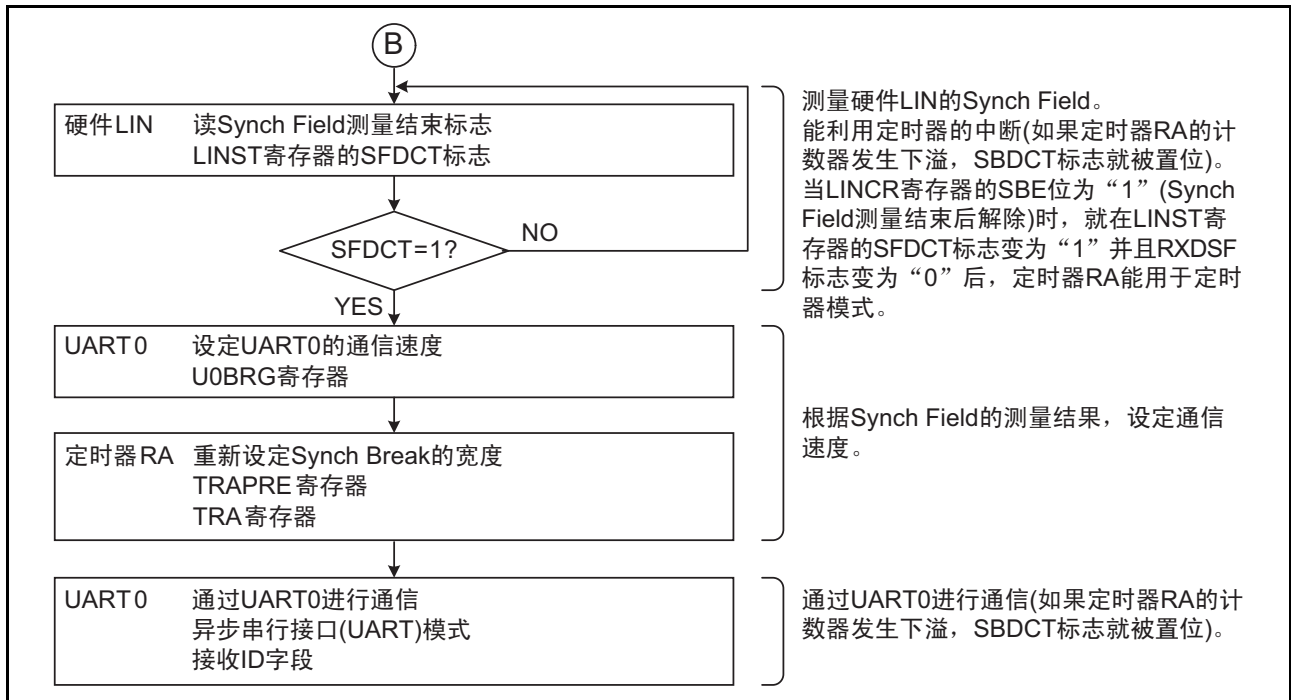 B
硬件LIN 读Synch Field测量结束标志
LINST寄存器的SFDCT标志
SFDCT=1?
NO
YES
测量硬件LIN的Synch Field。
能利用定时器的中断(如果定时器RA的计
数器发生下溢，SBDCT标志就被置位)。
当LINCR寄存器的SBE位为“1”(Synch
Field测量结束后解除)时，就在LINST寄
存器的SFDCT标志变为“1”并且RXDSF
标志变为“0”后，定时器RA能用于定时
器模式。
UART0 设定UART0的通信速度
U0BRG寄存器
定时器RA 重新设定Synch Break的宽度
TRAPRE寄存器
TRA寄存器
根据Synch Field的测量结果，设定通信
速度。
UART0 通过UART0进行通信
异步串行接口(UART)模式
接收ID字段
通过UART0进行通信(如果定时器RA的计
数器发生下溢，SBDCT标志就被置位)。